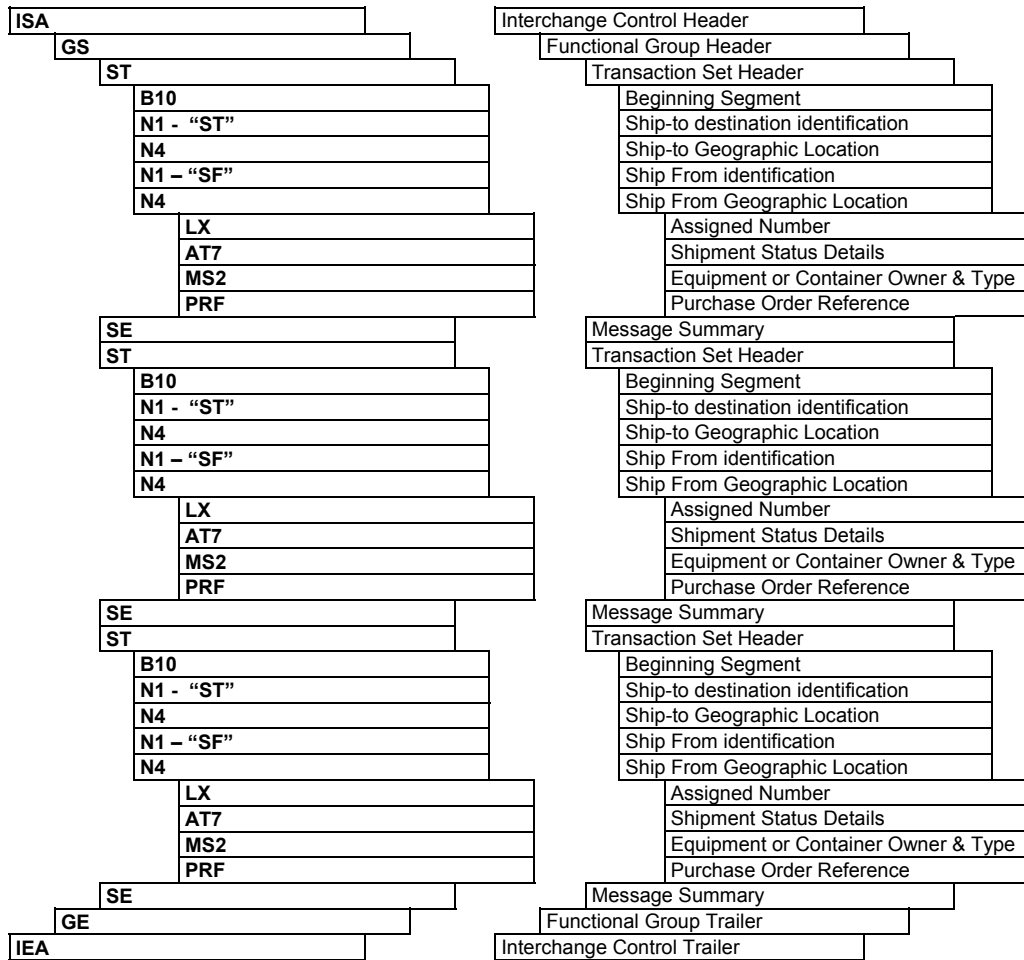 ISA Interchange Control Header
GS Functional Group Header
ST Transaction Set Header
B10 Beginning Segment
N1 - “ST” Ship-to destination identification
N4 Ship-to Geographic Location
N1 – “SF” Ship From identification
N4 Ship From Geographic Location
LX Assigned Number
AT7 Shipment Status Details
MS2 Equipment or Container Owner & Type
PRF Purchase Order Reference
SE Message Summary
ST Transaction Set Header
B10 Beginning Segment
N1 - “ST” Ship-to destination identification
N4 Ship-to Geographic Location
N1 – “SF” Ship From identification
N4 Ship From Geographic Location
LX Assigned Number
AT7 Shipment Status Details
MS2 Equipment or Container Owner & Type
PRF Purchase Order Reference
SE Message Summary
ST Transaction Set Header
B10 Beginning Segment
N1 - “ST” Ship-to destination identification
N4 Ship-to Geographic Location
N1 – “SF” Ship From identification
N4 Ship From Geographic Location
LX Assigned Number
AT7 Shipment Status Details
MS2 Equipment or Container Owner & Type
PRF Purchase Order Reference
SE Message Summary
GE Functional Group Trailer
IEA Interchange Control Trailer